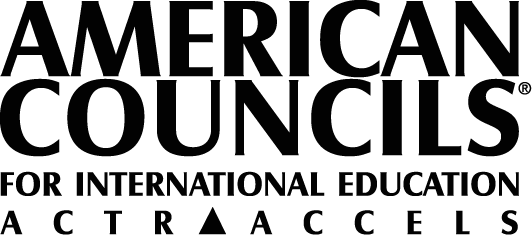 AMERICAN
COUNCILS®
FOR INTERNATIONAL EDUCATION
ACTR▲ACCELS